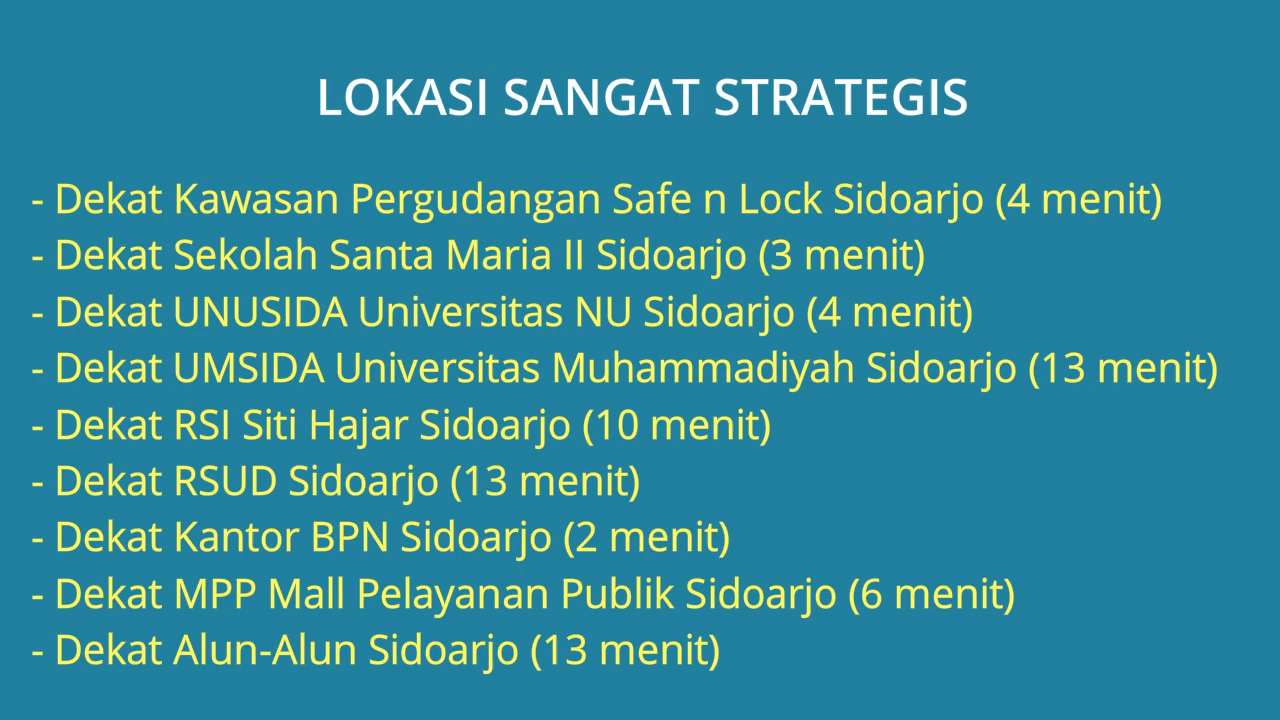 LOKASI SANGAT STRATEGIS
- Dekat Kawasan Pergudangan Safe n Lock Sidoarjo (4 menit)
- Dekat Sekolah Santa Maria II Sidoarjo (3 menit)
- Dekat UNUSIDA Universitas NU Sidoarjo (4 menit)
- Dekat UMSIDA Universitas Muhammadiyah Sidoarjo (13 menit)
- Dekat RSI Siti Hajar Sidoarjo (10 menit)
- Dekat RSUD Sidoarjo (13 menit)
- Dekat Kantor BPN Sidoarjo (2 menit)
- Dekat MPP Mall Pelayanan Publik Sidoarjo (6 menit)
- Dekat Alun-Alun Sidoarjo (13 menit)